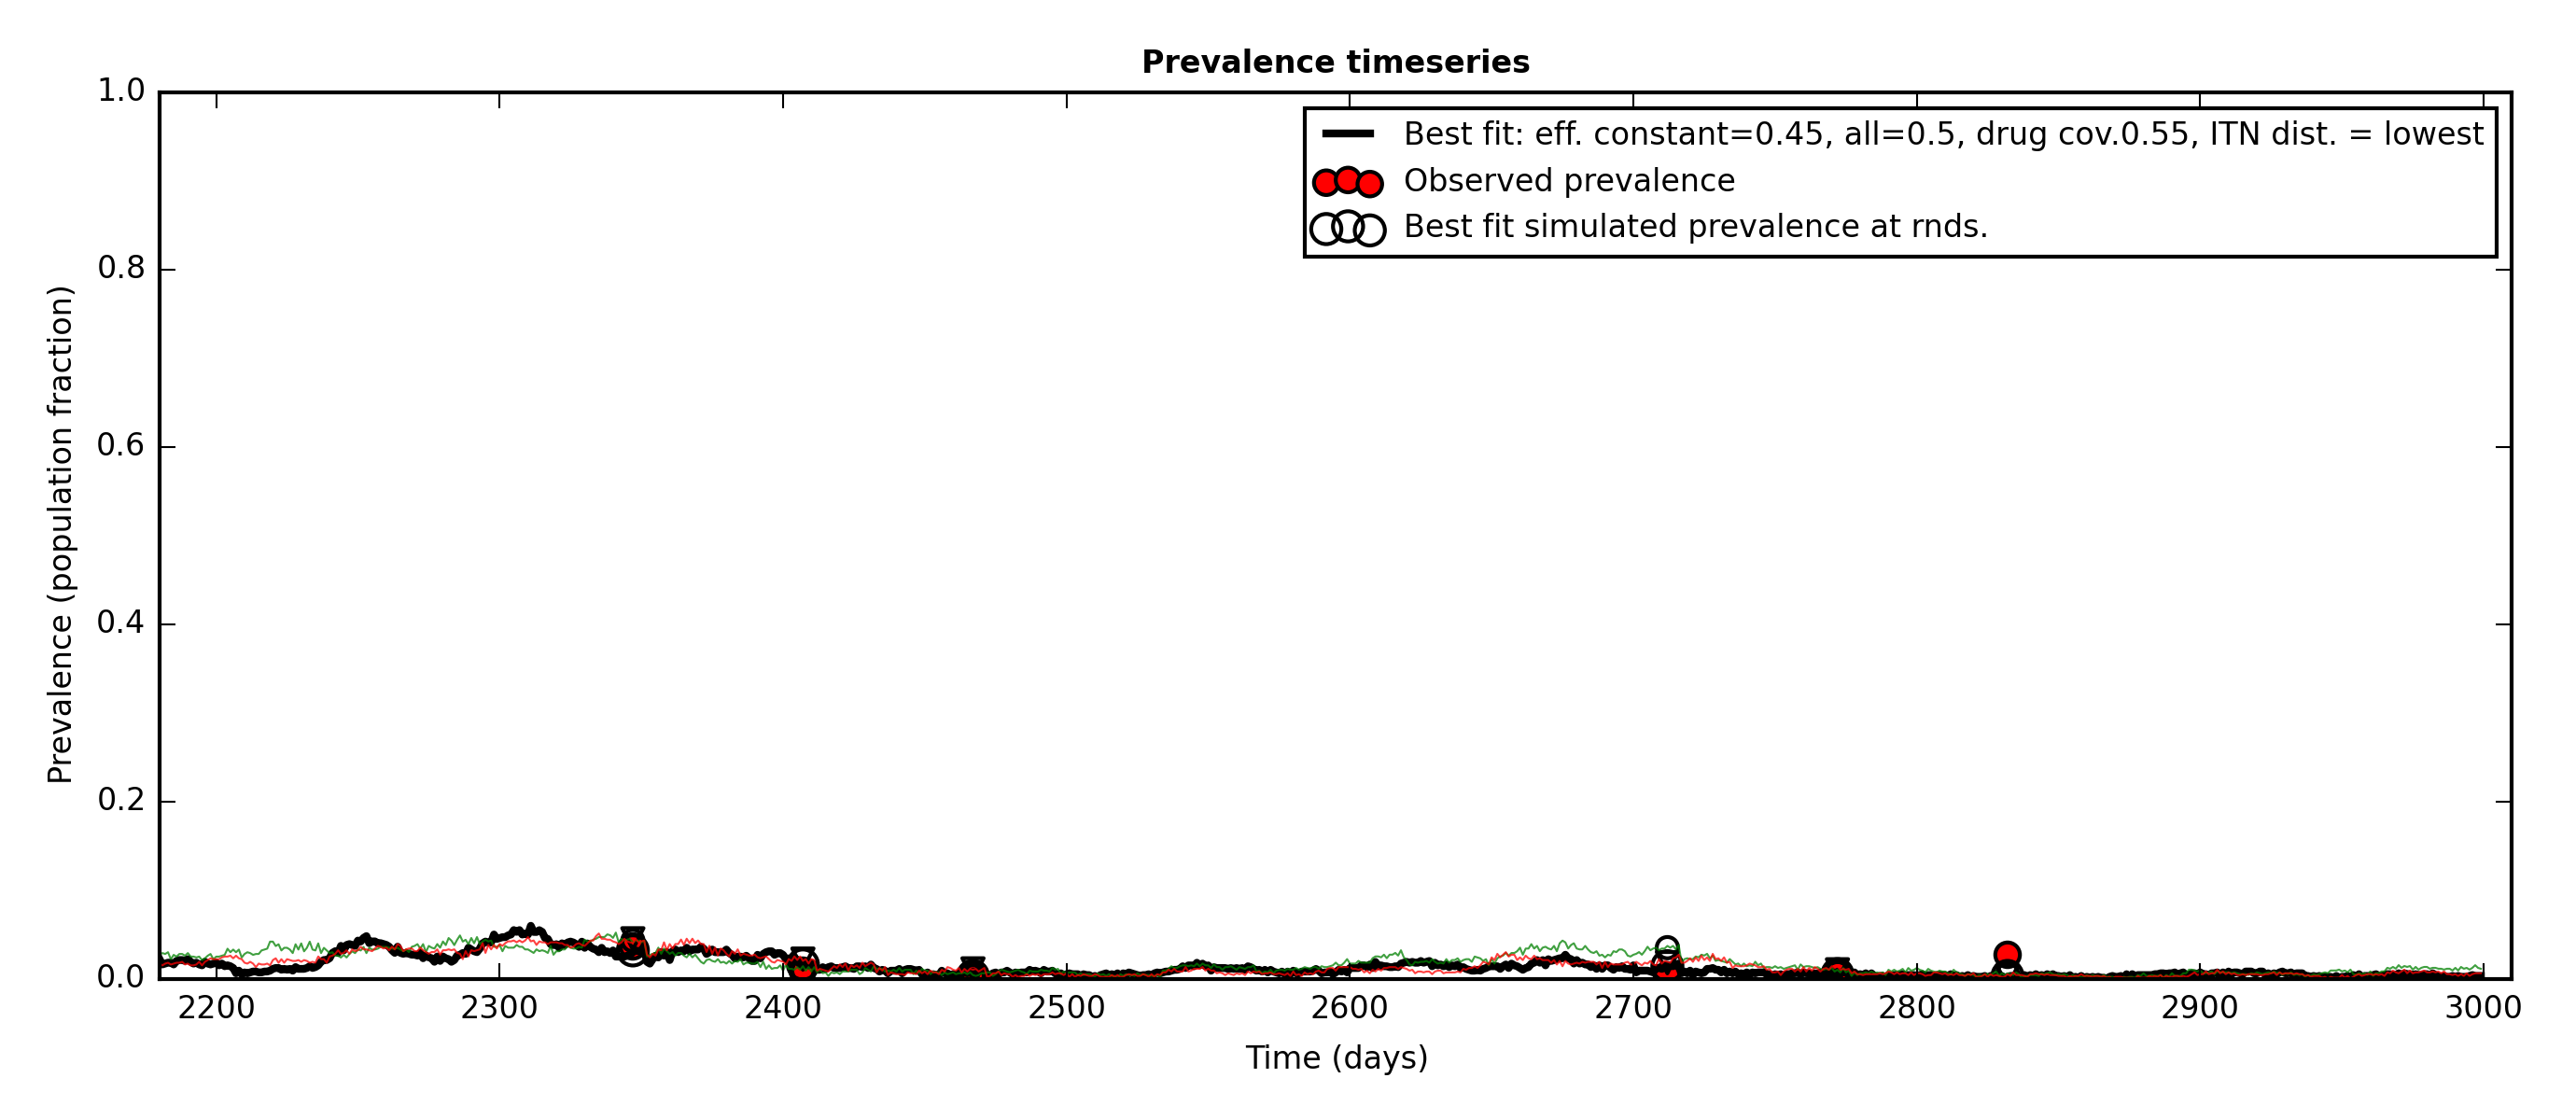 Prevalence timeseries
1.0
0.8
0.6
0.4
0.2
0.0
Prevalence (population fraction)
Best fit: eff. constant=0.45, all=0.5, drug cov.0.55, ITN dist. = lowest
Observed prevalence
Best fit simulated prevalence at rnds.
2200 2300 2400 2500 2600 2700 2800 2900 3000
Time (days)